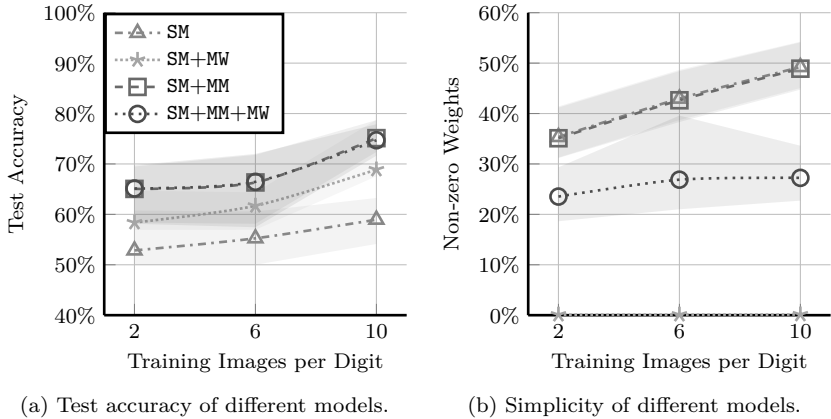 100%
90%
80%
70%
60%
50%
40%
Test Accuracy
SM
SM+MW
SM+MM
SM+MM+MW
2 6 10
Training Images per Digit
(a) Test accuracy of different models.
60%
50%
40%
30%
20%
10%
0%
Non-zero Weights
2 6 10
Training Images per Digit
(b) Simplicity of different models.